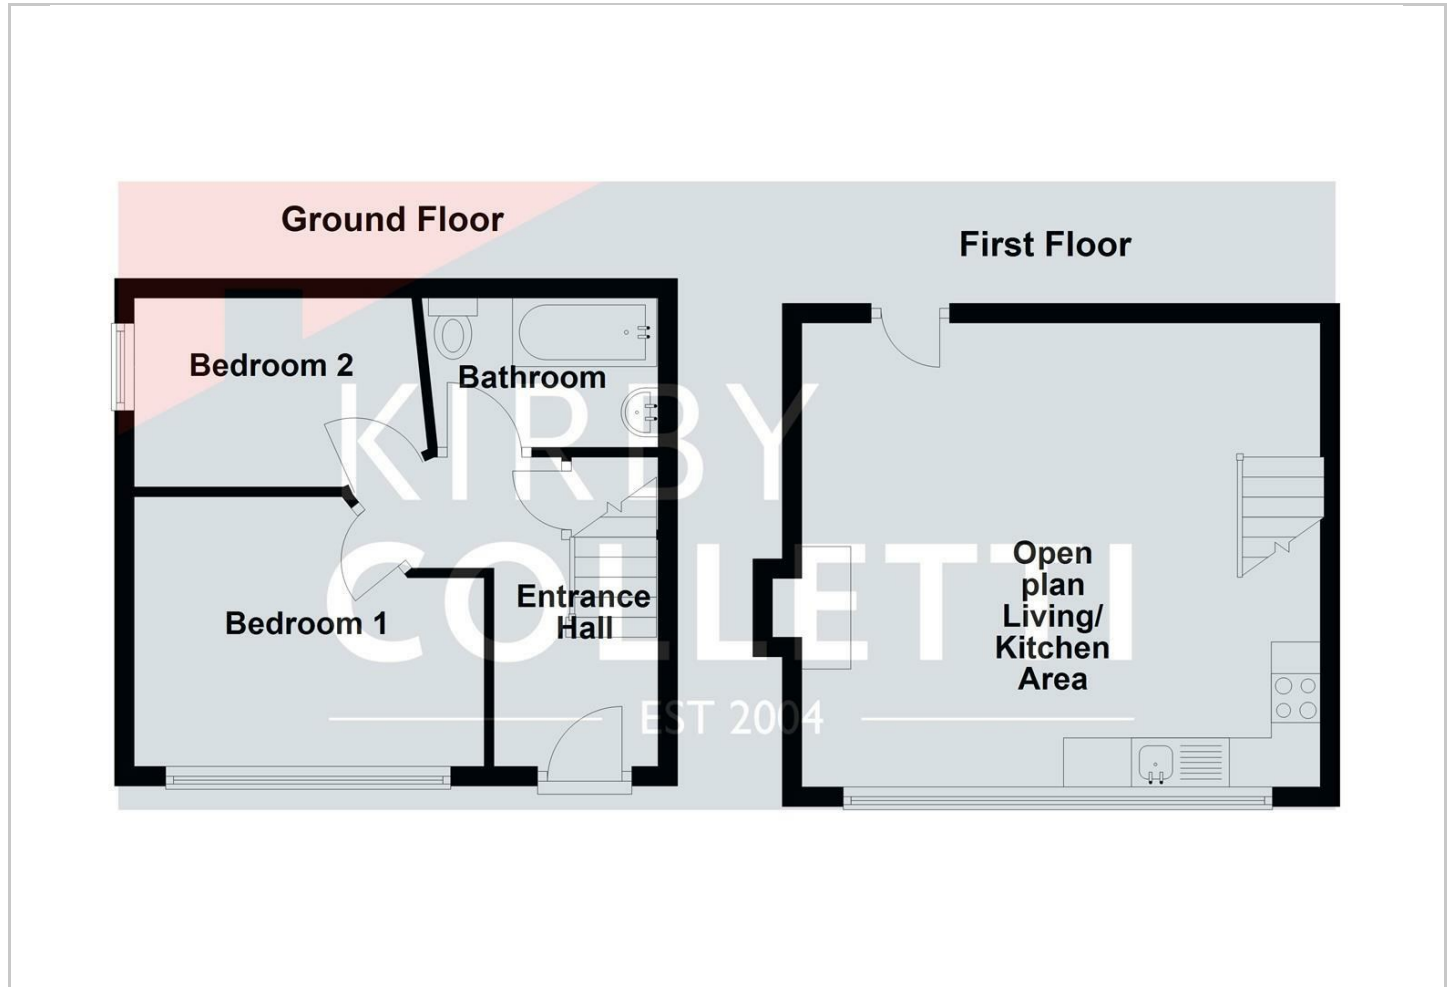 Ground Floor
First Floor
Bedroom 2
Bathroom
KIRBY
COLLETTI
EST 2004
Bedroom 1
Entrance
Hall
Open
plan
Living/
Kitchen
Area